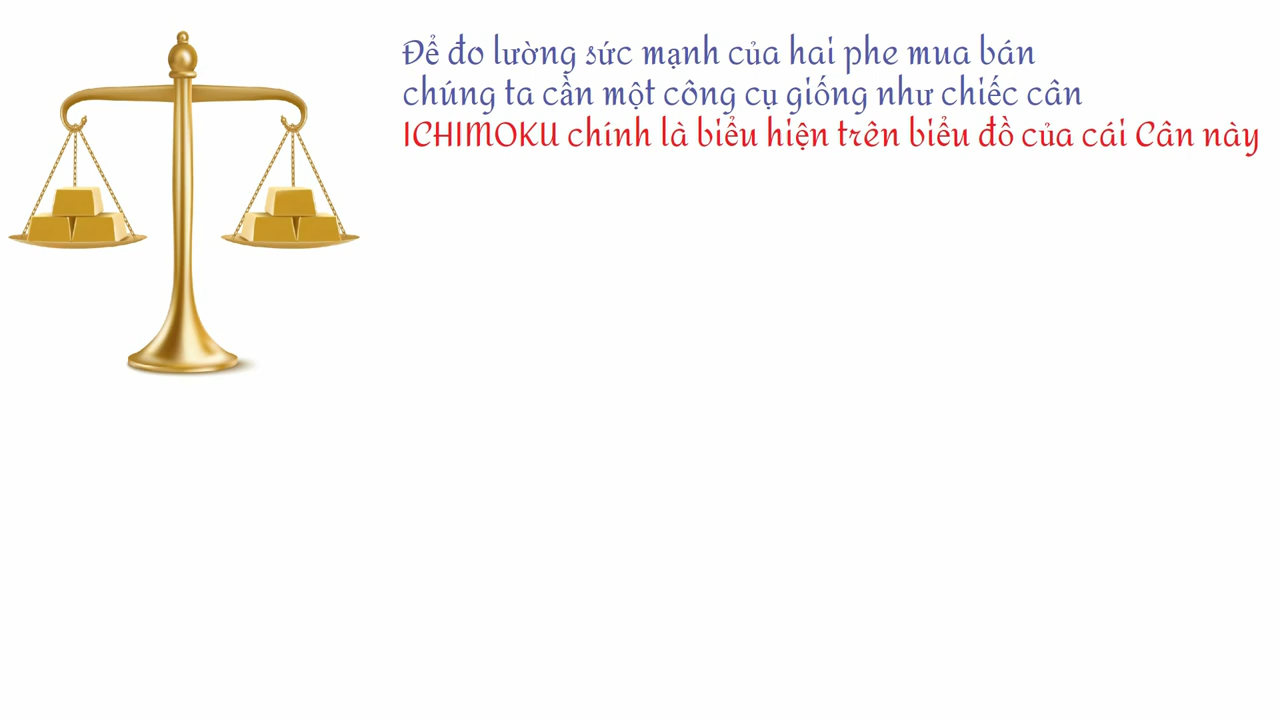 Để đo lường sức mạnh của hai phe mua bán
chúng ta cần một công cụ giống như chiếc cân
ICHIMOKU chính là biểu hiện trên biểu đồ của cái Cân này